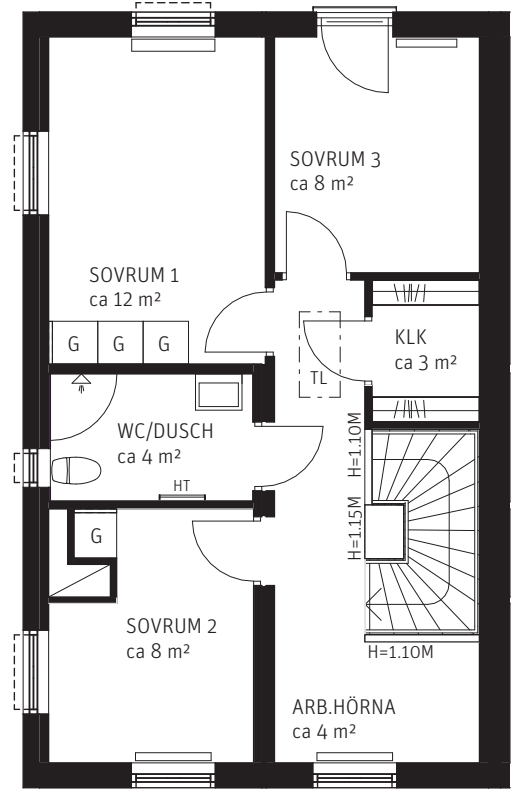 SOVRUM 3
ca 8 m²
SOVRUM 1
ca 12 m²
G G G
KLK
ca 3 m²
TL
WC/DUSCH
ca 4 m²
HT
H=1.10M
H=1.15M
G
SOVRUM 2
ca 8 m²
H=1.10M
ARB.HÖRNA
ca 4 m²